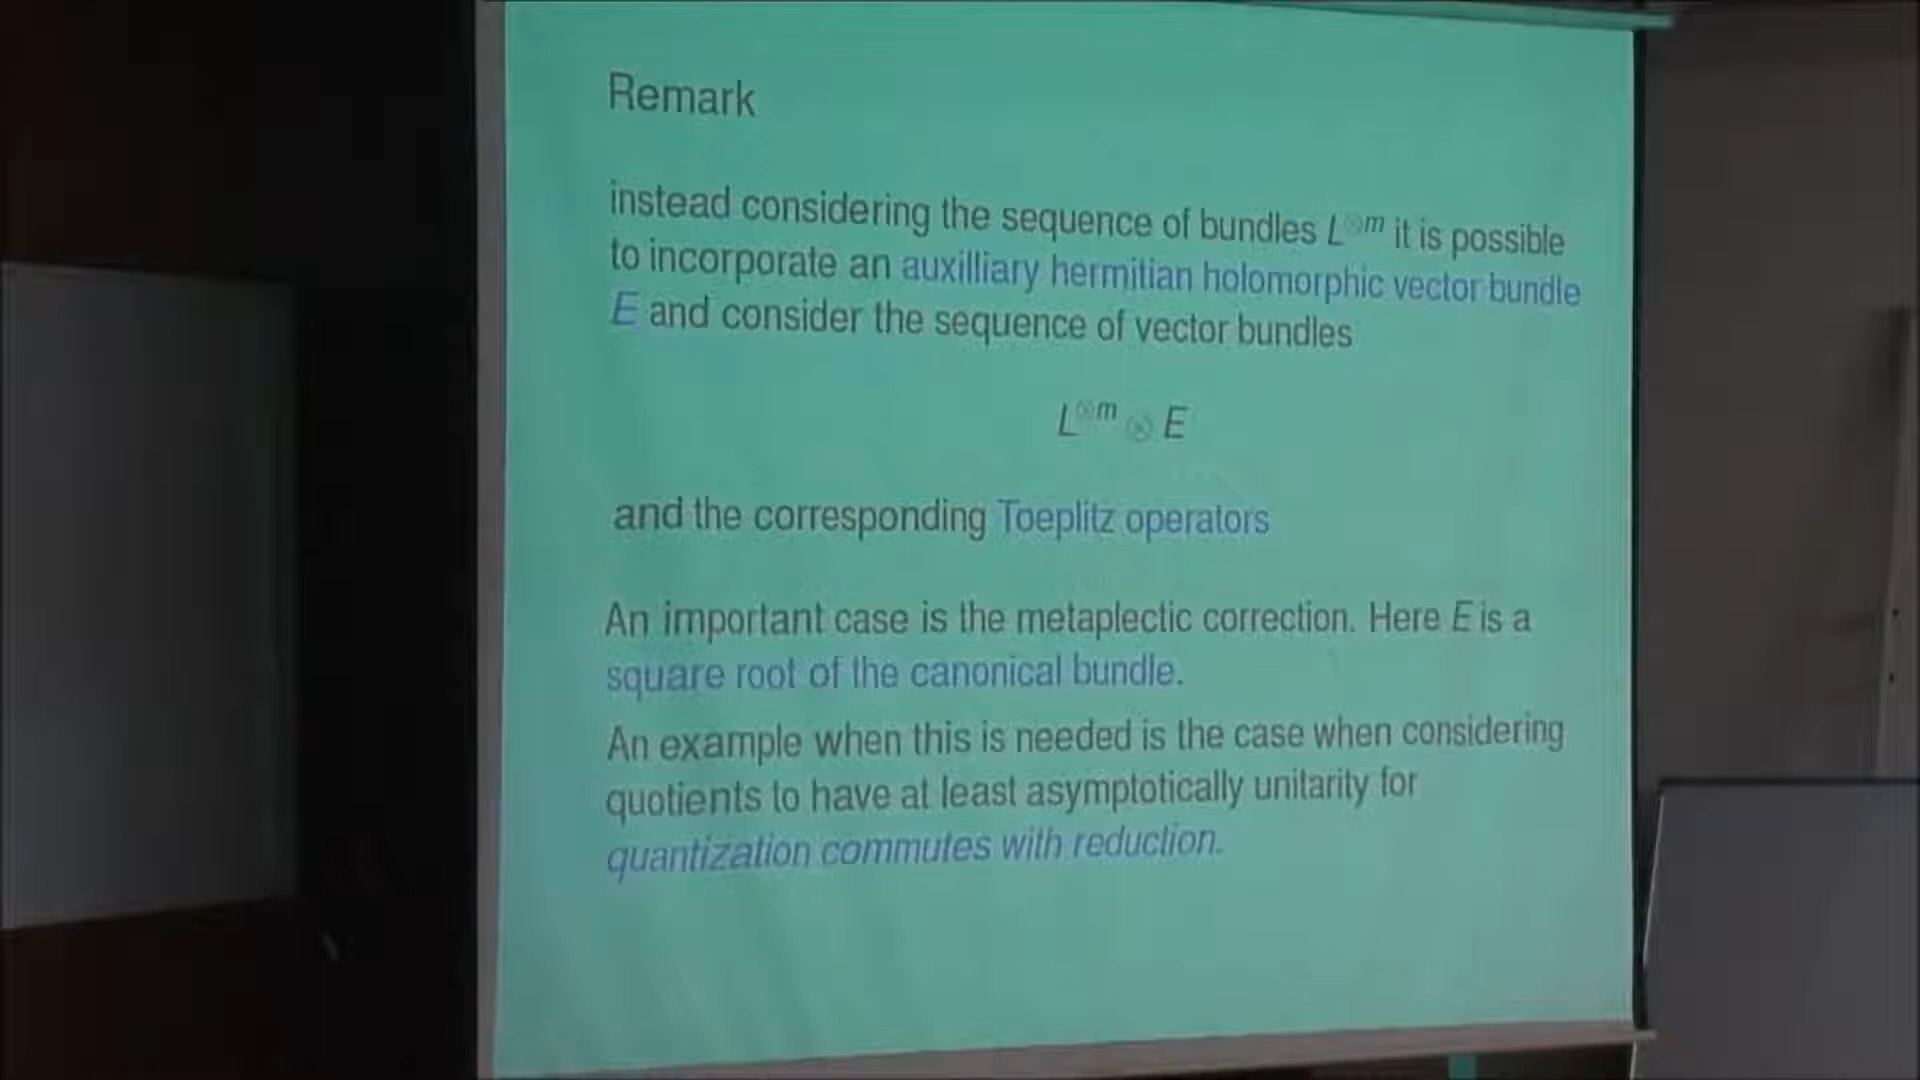 Remark
instead considering the sequence of bundles L⊗m it is possible
to incorporate an auxilliary hermitian holomorphic vector bundle
E and consider the sequence of vector bundles
L⊗m ⊗ E
and the corresponding Toeplitz operators
An important case is the metaplectic correction. Here E is a
square root of the canonical bundle.
An example when this is needed is the case when considering
quotients to have at least asymptotically unitarity for
quantization commutes with reduction.